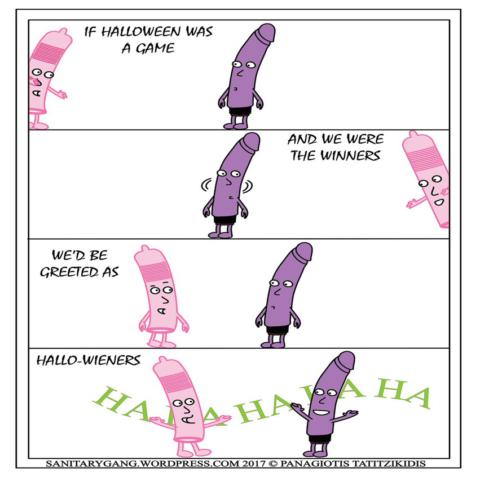 IF HALLOWEEN WAS
A GAME
AND WE WERE
THE WINNERS
WE'D BE
GREETED AS
HALLO-WIENERS
HA HA HA HA HA
SANITARYGANG.WORDPRESS.COM 2017 © PANAGIOTIS TATITZIKIDIS